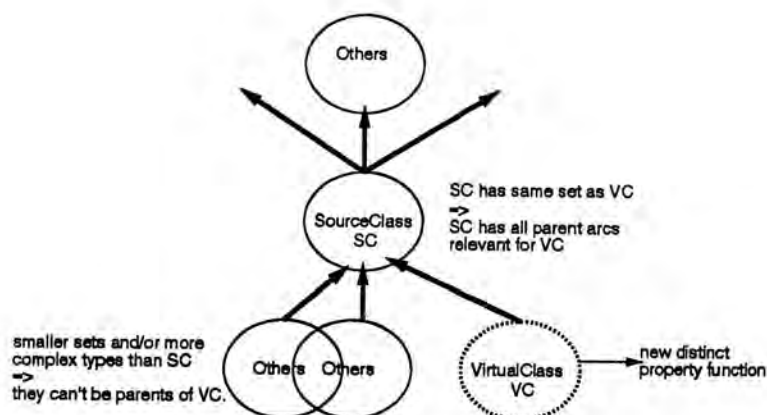 Others
SC has same set as VC
=>
SC has all parent arcs
relevant for VC
SourceClass
SC
smaller sets and/or more
complex types than SC
=>
they can't be parents of VC.
Others
Others
VirtualClass
VC
new distinct
property function